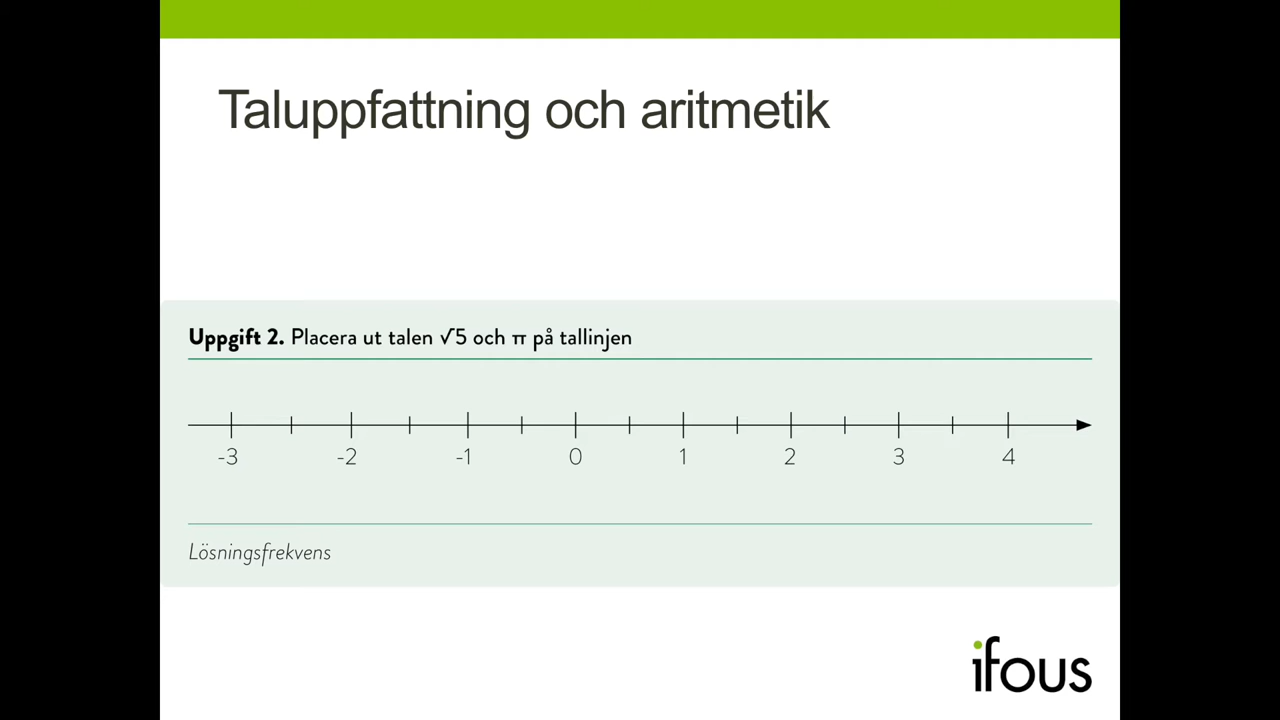 Taluppfattning och aritmetik
Uppgift 2. Placera ut talen √5 och π på tallinjen
-3 -2 -1 0 1 2 3 4
Lösningsfrekvens
ifous